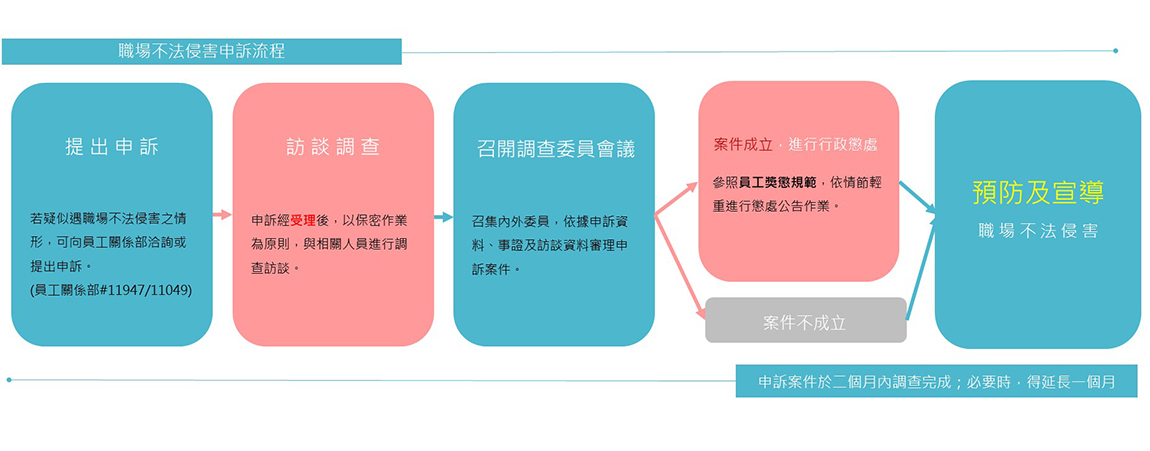 職場不法侵害申訴流程
提出申訴
若疑似遇職場不法侵害之情
形，可向員工關係部洽詢或
提出申訴。
(員工關係部#11947/11049)
訪談調查
申訴經受理後，以保密作業
為原則，與相關人員進行調
查訪談。
召開調查委員會議
召集內外委員，依據申訴資
料、事證及訪談資料審理申
訴案件。
案件成立，進行行政懲處
參照員工獎懲規範，依情節輕
重進行懲處公告作業。
案件不成立
預防及宣導
職場不法侵害
申訴案件於二個月內調查完成；必要時，得延長一個月